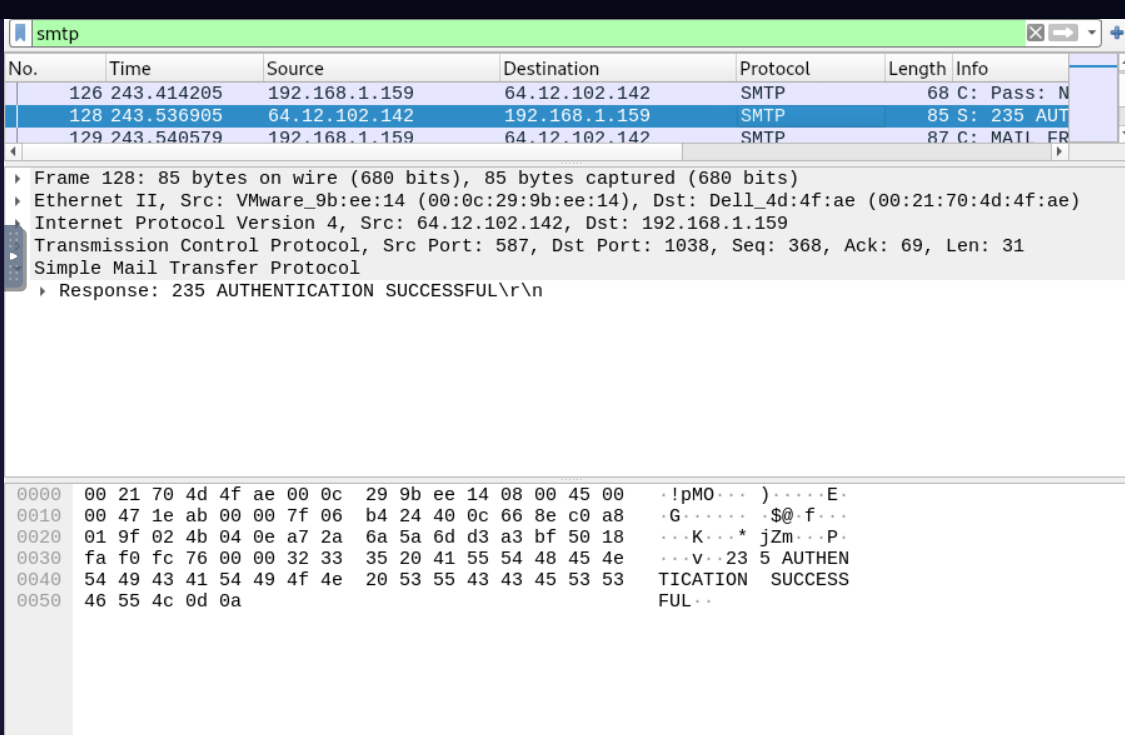 smtp
No. Time Source Destination Protocol Length Info
126 243.414205 192.168.1.159 64.12.102.142 SMTP 68 C: Pass: N
128 243.536905 64.12.102.142 192.168.1.159 SMTP 85 S: 235 AUT
129 243.540579 192.168.1.159 64.12.102.142 SMTP 87 C: MAIL FR
Frame 128: 85 bytes on wire (680 bits), 85 bytes captured (680 bits)
Ethernet II, Src: VMware_9b:ee:14 (00:0c:29:9b:ee:14), Dst: Dell_4d:4f:ae (00:21:70:4d:4f:ae)
Internet Protocol Version 4, Src: 64.12.102.142, Dst: 192.168.1.159
Transmission Control Protocol, Src Port: 587, Dst Port: 1038, Seq: 368, Ack: 69, Len: 31
Simple Mail Transfer Protocol
Response: 235 AUTHENTICATION SUCCESSFUL\r\n
0000 00 21 70 4d 4f ae 00 0c 29 9b ee 14 08 00 45 00 ·!pMO··· )·····E·
0010 00 47 1e ab 00 00 7f 06 b4 24 40 0c 66 8e c0 a8 ·G······ ·$@·f···
0020 01 9f 02 4b 04 0e a7 2a 6a 5a 6d d3 a3 bf 50 18 ···K···* jZm···P·
0030 fa f0 fc 76 00 00 32 33 35 20 41 55 54 48 45 4e ···v··23 5 AUTHEN
0040 54 49 43 41 54 49 4f 4e 20 53 55 43 43 45 53 53 TICATION SUCCESS
0050 46 55 4c 0d 0a FUL··